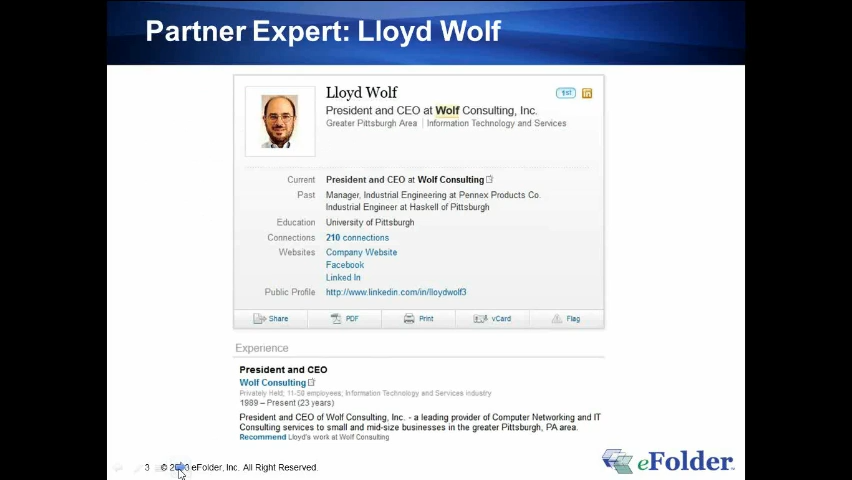 Partner Expert: Lloyd Wolf
Lloyd Wolf
1st
in
President and CEO at Wolf Consulting, Inc.
Greater Pittsburgh Area | Information Technology and Services
Current President and CEO at Wolf Consulting
Past Manager, Industrial Engineering at Pennex Products Co.
Industrial Engineer at Haskell of Pittsburgh
Education University of Pittsburgh
Connections 210 connections
Websites Company Website
Facebook
Linked In
Public Profile http://www.linkedin.com/in/lloydwolf3
Share PDF Print vCard Flag
Experience
President and CEO
Wolf Consulting
Privately Held; 11-50 employees; Information Technology and Services industry
1989 – Present (23 years)
President and CEO of Wolf Consulting, Inc. - a leading provider of Computer Networking and IT
Consulting services to small and mid-size businesses in the greater Pittsburgh, PA area.
Recommend Lloyd's work at Wolf Consulting
3 © eFolder, Inc. All Right Reserved.
eFolder